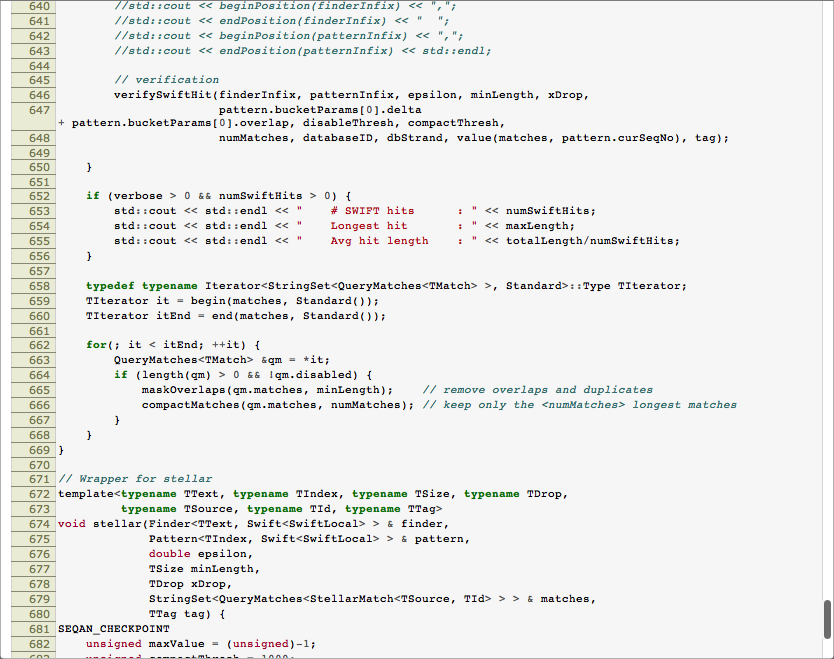 640         //std::cout << beginPosition(finderInfix) << ",";
641         //std::cout << endPosition(finderInfix) << "  ";
642         //std::cout << beginPosition(patternInfix) << ",";
643         //std::cout << endPosition(patternInfix) << std::endl;
644
645         // verification
646         verifySwiftHit(finderInfix, patternInfix, epsilon, minLength, xDrop,
647                        pattern.bucketParams[0].delta
+ pattern.bucketParams[0].overlap, disableThresh, compactThresh,
648                        numMatches, databaseID, dbStrand, value(matches, pattern.curSeqNo), tag);
649
650     }
651
652     if (verbose > 0 && numSwiftHits > 0) {
653         std::cout << std::endl << "    # SWIFT hits      : " << numSwiftHits;
654         std::cout << std::endl << "    Longest hit       : " << maxLength;
655         std::cout << std::endl << "    Avg hit length    : " << totalLength/numSwiftHits;
656     }
657
658     typedef typename Iterator<StringSet<QueryMatches<TMatch> >, Standard>::Type TIterator;
659     TIterator it = begin(matches, Standard());
660     TIterator itEnd = end(matches, Standard());
661
662     for(; it < itEnd; ++it) {
663         QueryMatches<TMatch> &qm = *it;
664         if (length(qm) > 0 && !qm.disabled) {
665             maskOverlaps(qm.matches, minLength);    // remove overlaps and duplicates
666             compactMatches(qm.matches, numMatches); // keep only the <numMatches> longest matches
667         }
668     }
669 }
670
671 // Wrapper for stellar
672 template<typename TText, typename TIndex, typename TSize, typename TDrop,
673          typename TSource, typename TId, typename TTag>
674 void stellar(Finder<TText, Swift<SwiftLocal> > & finder,
675              Pattern<TIndex, Swift<SwiftLocal> > & pattern,
676              double epsilon,
677              TSize minLength,
678              TDrop xDrop,
679              StringSet<QueryMatches<StellarMatch<TSource, TId> > > & matches,
680              TTag tag) {
681 SEQAN_CHECKPOINT
682     unsigned maxValue = (unsigned)-1;